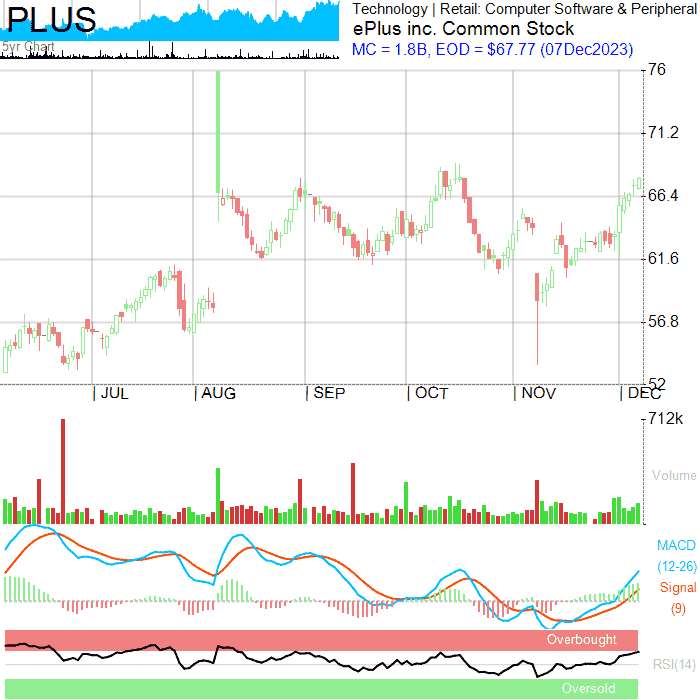 PLUS
5yr Chart
Technology | Retail: Computer Software & Peripheral
ePlus inc. Common Stock
MC = 1.8B, EOD = $67.77 (07Dec2023)
76
71.2
66.4
61.6
56.8
52
| JUL | AUG | SEP | OCT | NOV | DEC
712k
Volume
MACD
(12-26)
Signal
(9)
Overbought
RSI(14)
Oversold